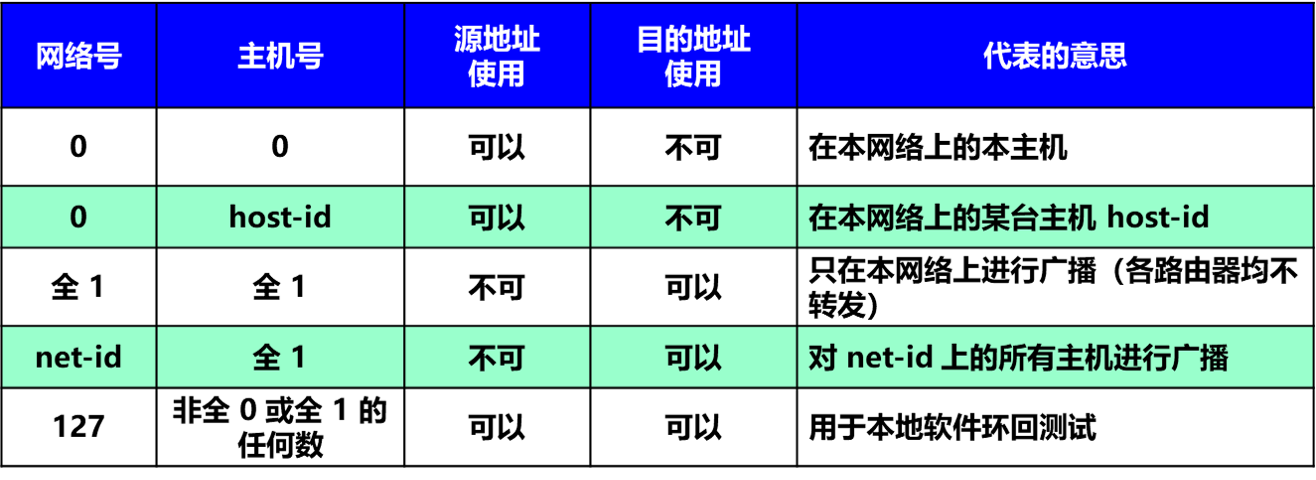 网络号 主机号 源地址使用 目的地址使用 代表的意思
0 0 可以 不可 在本网络上的本主机
0 host-id 可以 不可 在本网络上的某台主机 host-id
全 1 全 1 不可 可以 只在本网络上进行广播（各路由器均不转发）
net-id 全 1 不可 可以 对 net-id 上的所有主机进行广播
127 非全 0 或全 1 的任何数 可以 可以 用于本地软件环回测试